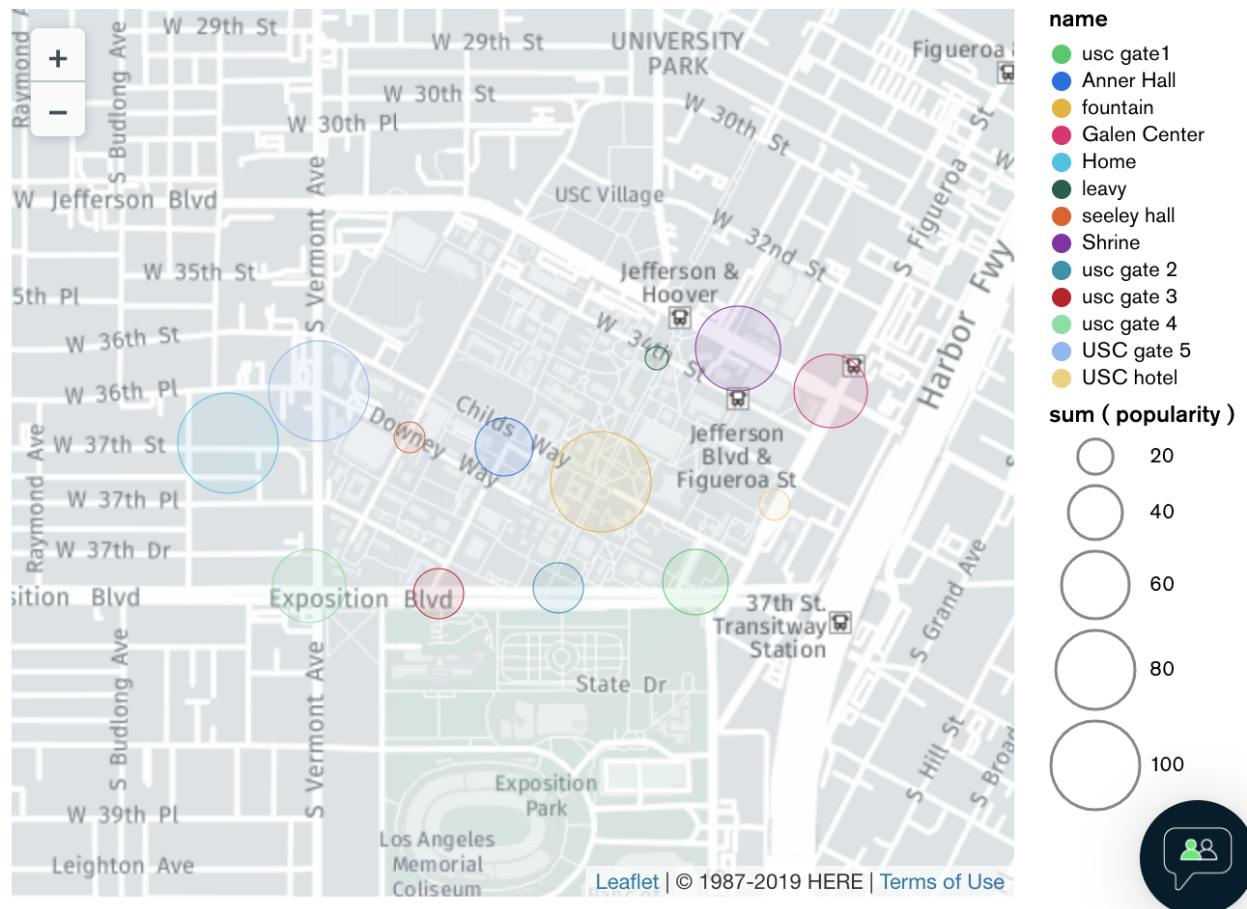 W 29th St
W 29th St
UNIVERSITY
PARK
Figueroa &
Raymond A
+
−
S Budlong Ave
W 30th St
W 30th Pl
W 30th St
S Figueroa St
W
W Jefferson Blvd
S Vermont Ave
USC Village
W 32nd St
W 35th St
Jefferson &
Hoover
5th Pl
W 36th St
W 34th St
Harbor Fwy
W 36th Pl
Downey Way
Childs Way
W 37th St
Jefferson
Blvd &
Figueroa St
Raymond Ave
W 37th Pl
W 37th Dr
sition Blvd
Exposition Blvd
37th St.
Transitway
Station
S Grand Ave
S
S Budlong Ave
S Vermont Ave
State Dr
S Hill St
S Broad
Exposition
Park
W 39th Pl
Los Angeles
Memorial
Coliseum
Leighton Ave
Leaflet | © 1987-2019 HERE | Terms of Use
name
usc gate1
Anner Hall
fountain
Galen Center
Home
leavy
seeley hall
Shrine
usc gate 2
usc gate 3
usc gate 4
USC gate 5
USC hotel
sum ( popularity )
20
40
60
80
100